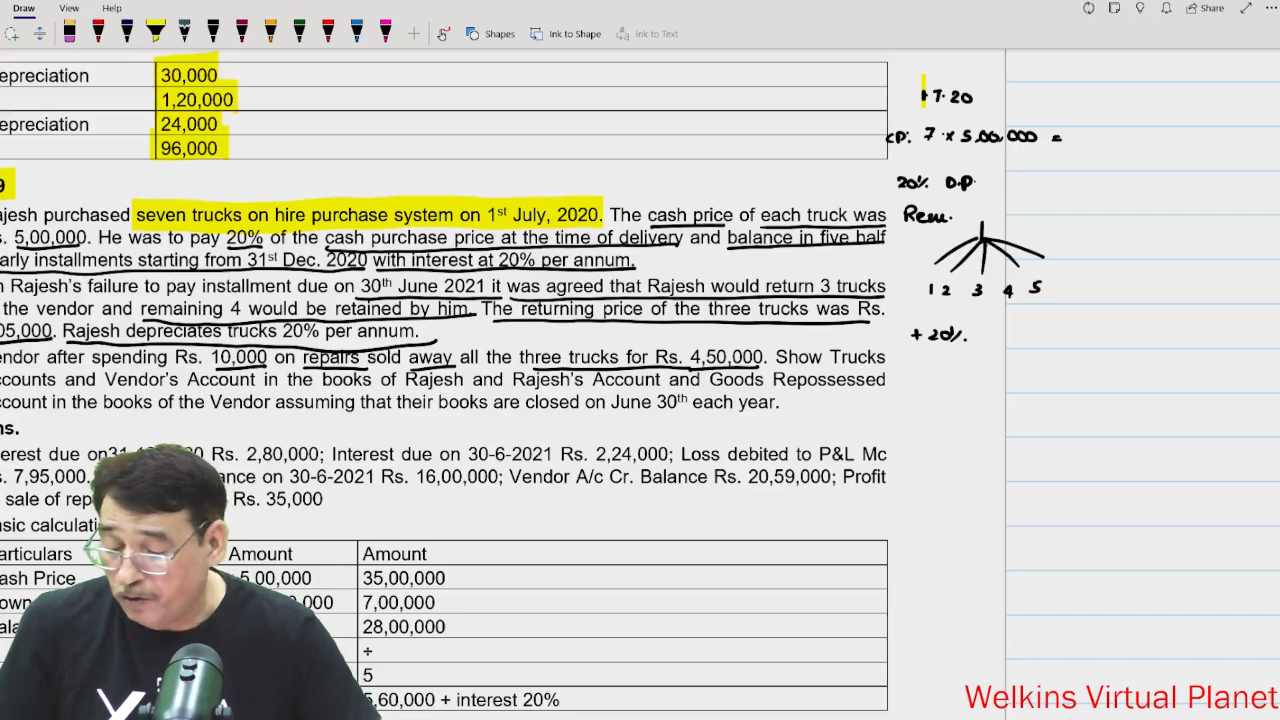 Draw View Help
Shapes Ink to Shape Ink to Text Share
epreciation 30,000
1,20,000
epreciation 24,000
96,000
9
ajesh purchased seven trucks on hire purchase system on 1st July, 2020. The cash price of each truck was
s. 5,00,000. He was to pay 20% of the cash purchase price at the time of delivery and balance in five half
early installments starting from 31st Dec. 2020 with interest at 20% per annum.
n Rajesh's failure to pay installment due on 30th June 2021 it was agreed that Rajesh would return 3 trucks
the vendor and remaining 4 would be retained by him. The returning price of the three trucks was Rs.
05,000. Rajesh depreciates trucks 20% per annum.
endor after spending Rs. 10,000 on repairs sold away all the three trucks for Rs. 4,50,000. Show Trucks
ccounts and Vendor's Account in the books of Rajesh and Rajesh's Account and Goods Repossessed
ccount in the books of the Vendor assuming that their books are closed on June 30th each year.
ns.
erest due on Rs. 2,80,000; Interest due on 30-6-2021 Rs. 2,24,000; Loss debited to P&L Mc
s. 7,95,000. ance on 30-6-2021 Rs. 16,00,000; Vendor A/c Cr. Balance Rs. 20,59,000; Profit
sale of rep Rs. 35,000
asic calculati
articulars Amount Amount
ash Price 5,00,000 35,00,000
own 7,00,000
ala 28,00,000
÷
5
5,60,000 + interest 20%
1·7·20
CP: 7 × 5,00,000 =
20% D.P.
Rem.
1 2 3 4 5
+ 20%.
Welkins Virtual Planet